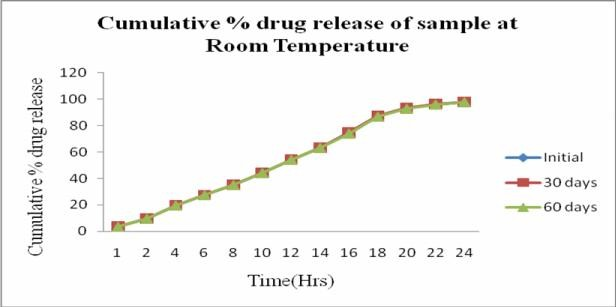 Cumulative % drug release of sample at
Room Temperature
Cumulative % drug release
120
100
80
60
40
20
0
1 2 4 6 8 10 12 14 16 18 20 22 24
Time(Hrs)
Initial
30 days
60 days